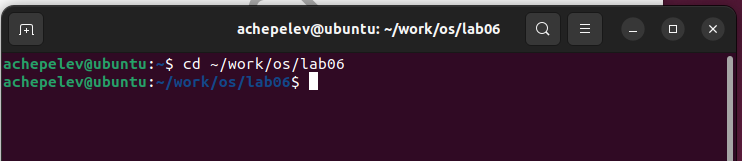 achepelev@ubuntu: ~/work/os/lab06
achepelev@ubuntu:~$ cd ~/work/os/lab06
achepelev@ubuntu:~/work/os/lab06$